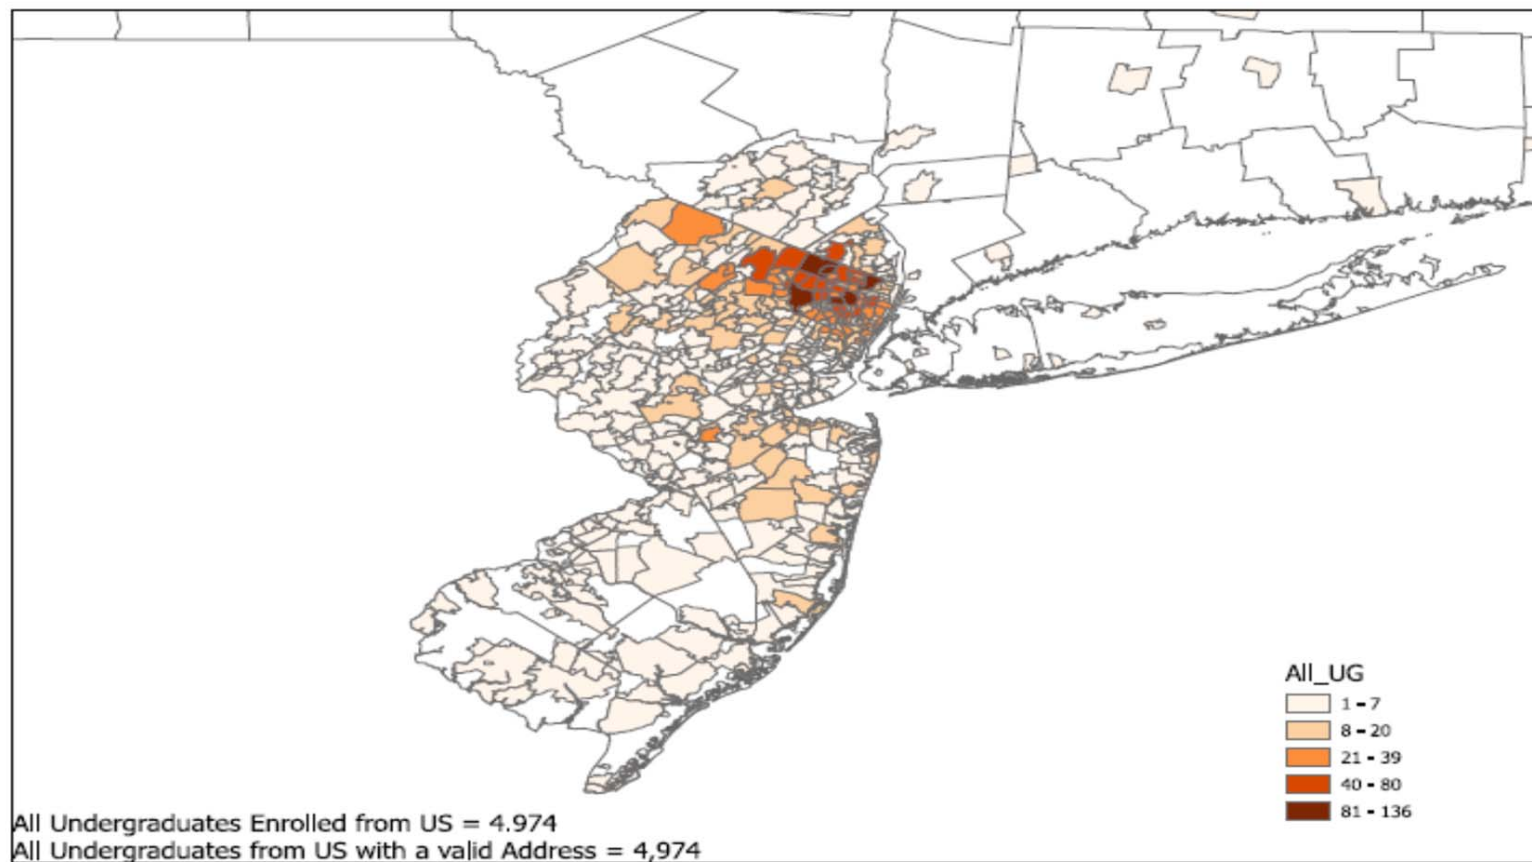 All_UG
1 - 7
8 - 20
21 - 39
40 - 80
81 - 136
All Undergraduates Enrolled from US = 4.974
All Undergraduates from US with a valid Address = 4,974